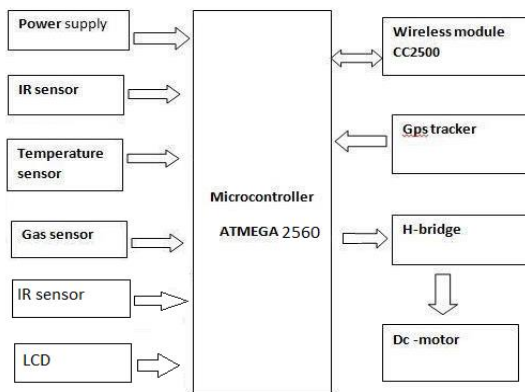 Power supply
IR sensor
Temperature
sensor
Gas sensor
IR sensor
LCD
Microcontroller
ATMEGA 2560
Wireless module
CC2500
Gps tracker
H-bridge
Dc -motor